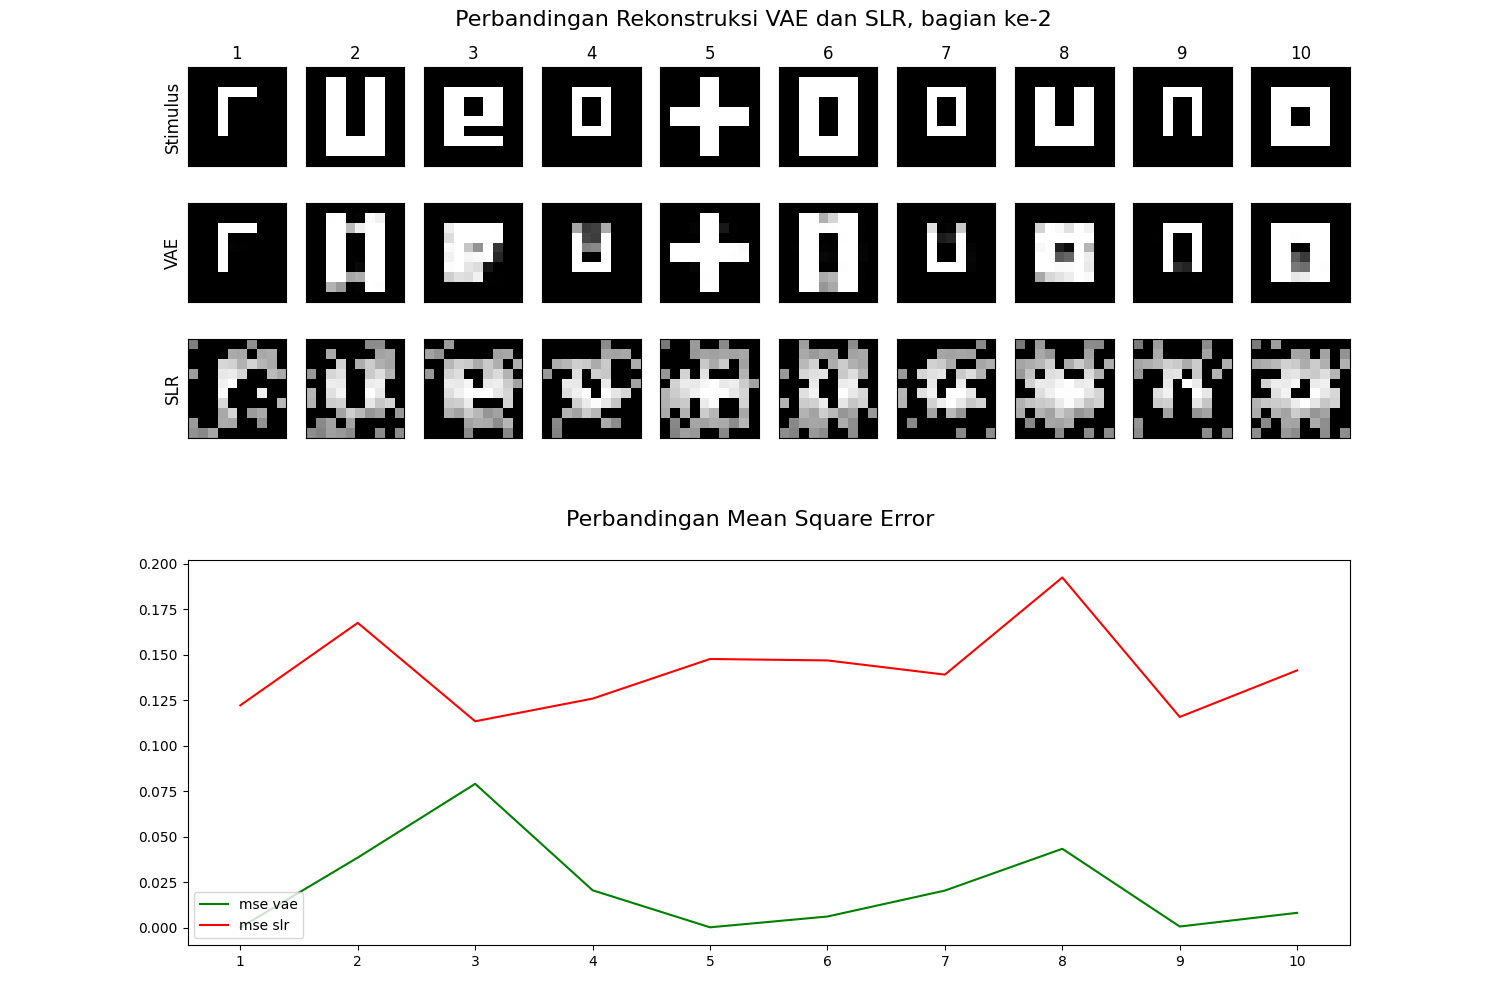 Perbandingan Rekonstruksi VAE dan SLR, bagian ke-2
1 2 3 4 5 6 7 8 9 10
Stimulus
VAE
SLR
Perbandingan Mean Square Error
0.200
0.175
0.150
0.125
0.100
0.075
0.050
0.025
0.000
mse vae
mse slr
1 2 3 4 5 6 7 8 9 10